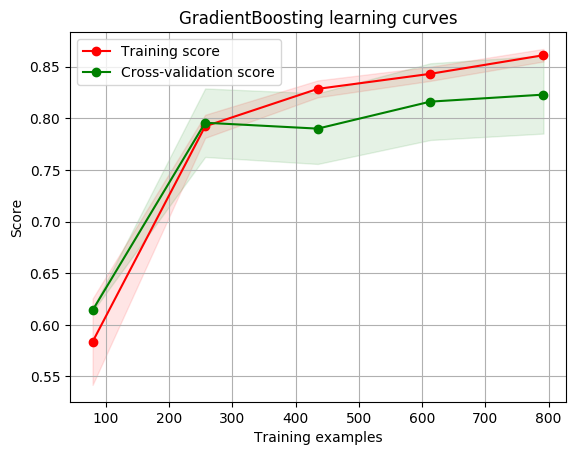 GradientBoosting learning curves
Training score
Cross-validation score
0.85
0.80
0.75
0.70
0.65
0.60
0.55
Score
100 200 300 400 500 600 700 800
Training examples